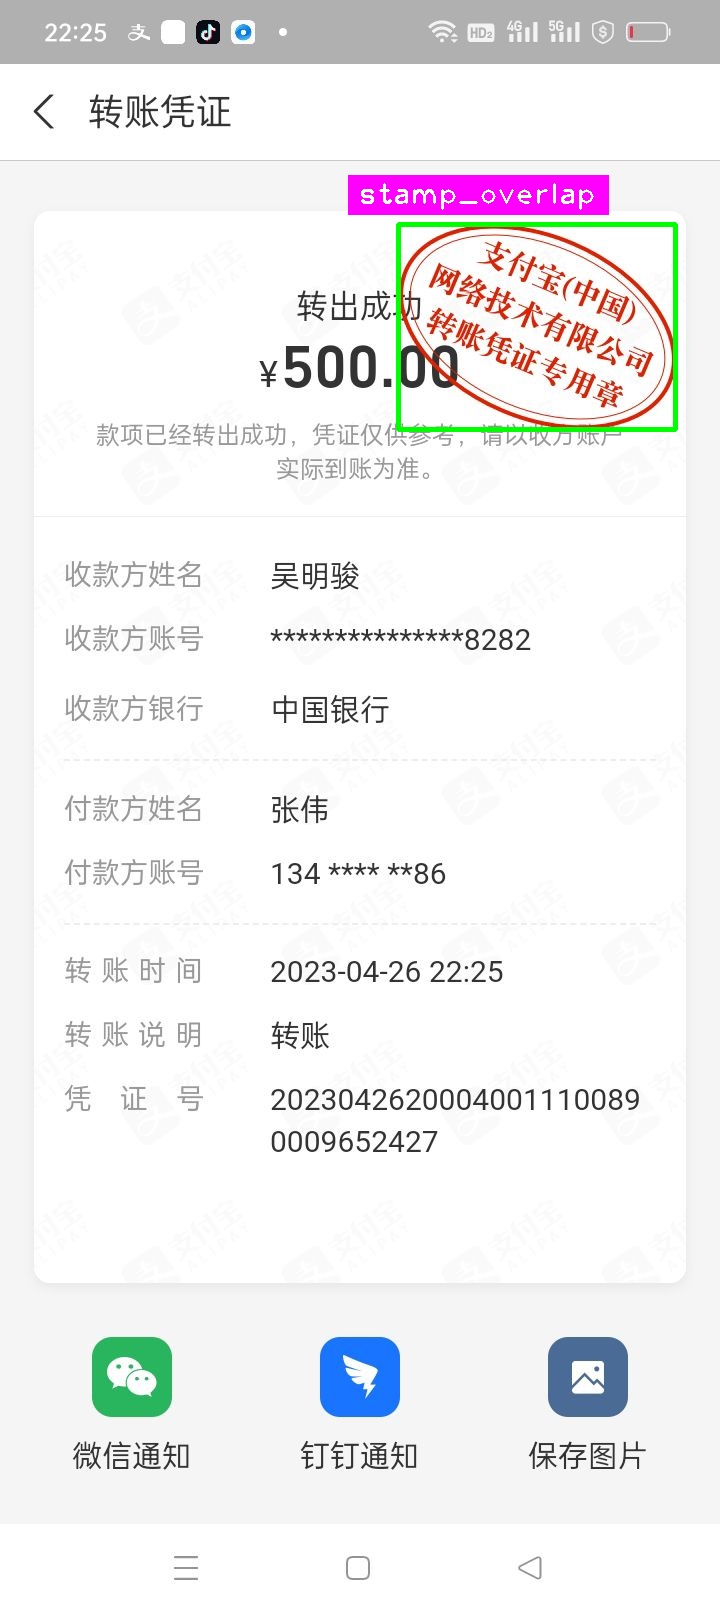 22:25
HD2 4G 5G
转账凭证
stamp_overlap
支付宝(中国)
网络技术有限公司
转账凭证专用章
转出成功
¥500.00
款项已经转出成功，凭证仅供参考，请以收方账户
实际到账为准。
收款方姓名 吴明骏
收款方账号 ***************8282
收款方银行 中国银行
付款方姓名 张伟
付款方账号 134 **** **86
转账时间 2023-04-26 22:25
转账说明 转账
凭证号 2023042620004001110089
0009652427
微信通知 钉钉通知 保存图片